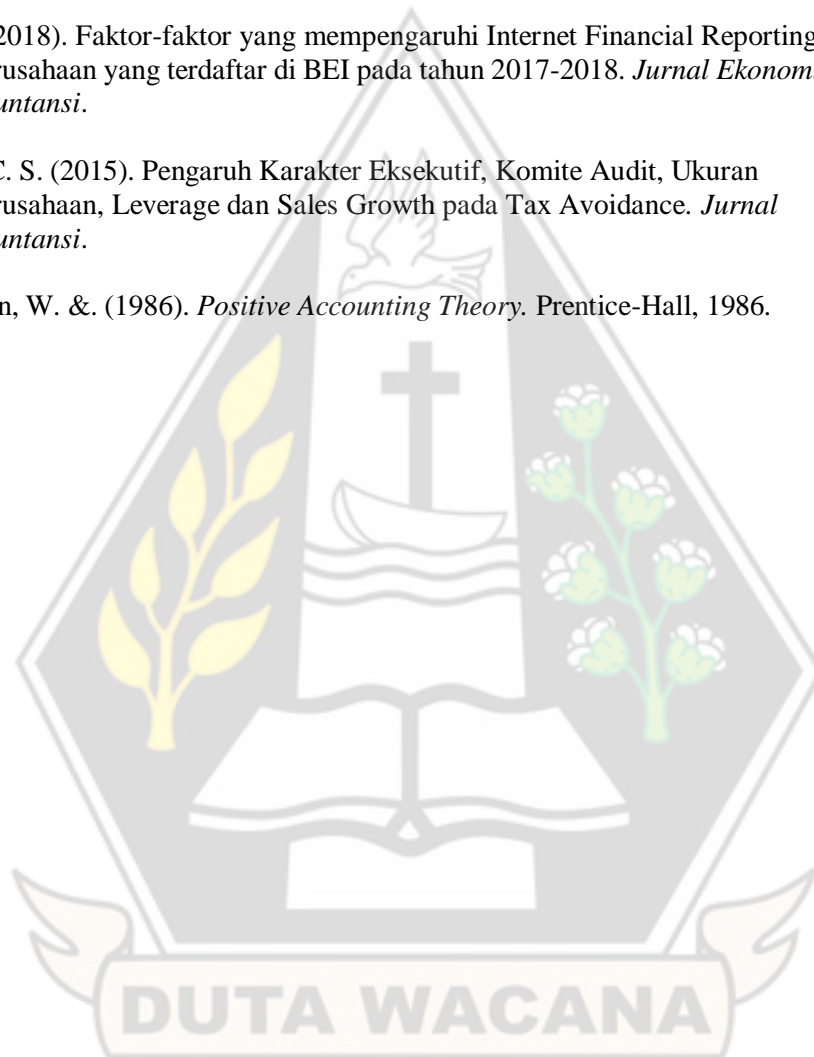 2018). Faktor-faktor yang mempengaruhi Internet Financial Reporting
rusahaan yang terdaftar di BEI pada tahun 2017-2018. Jurnal Ekonom
untansi.
C. S. (2015). Pengaruh Karakter Eksekutif, Komite Audit, Ukuran
rusahaan, Leverage dan Sales Growth pada Tax Avoidance. Jurnal
untansi.
n, W. &. (1986). Positive Accounting Theory. Prentice-Hall, 1986.
DUTA WACANA